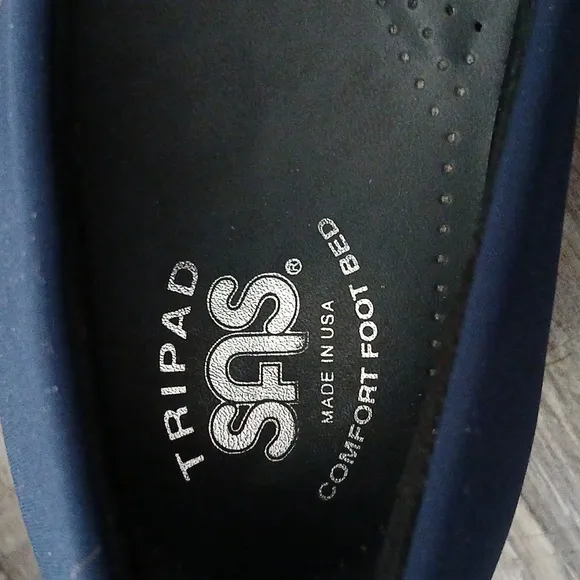 TRIPAD
SAS®
MADE IN USA
COMFORT FOOT BED